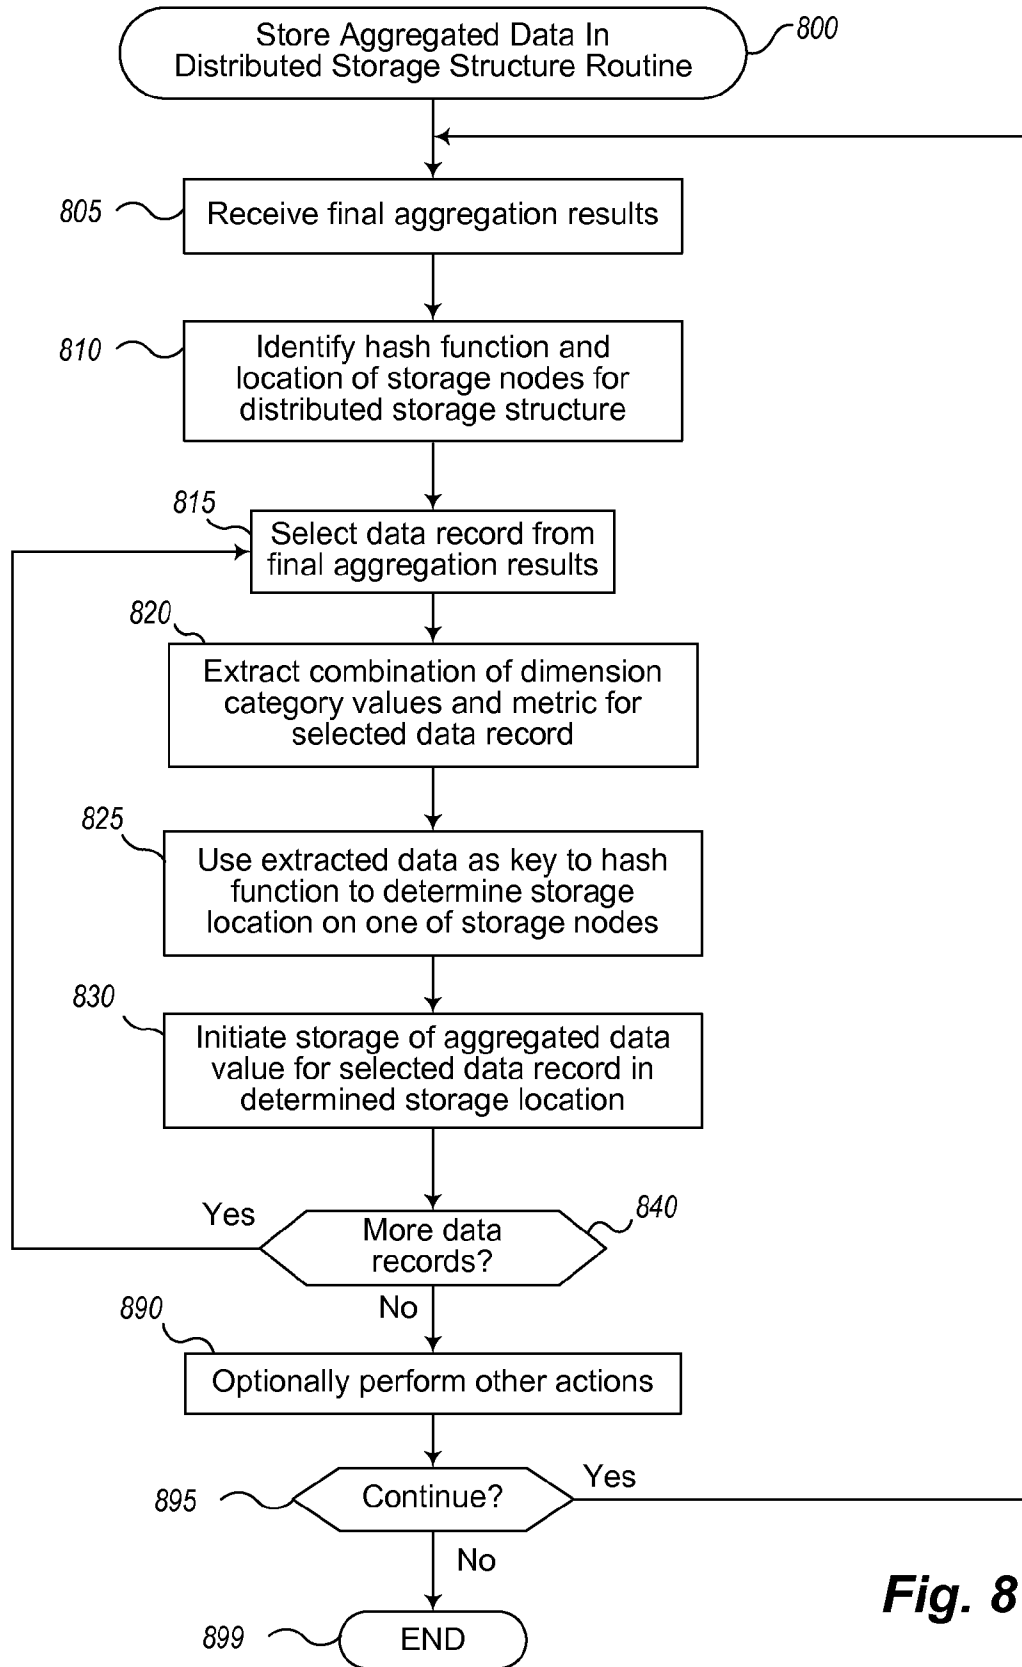 Store Aggregated Data In
Distributed Storage Structure Routine
800
805
Receive final aggregation results
810
Identify hash function and
location of storage nodes for
distributed storage structure
815
Select data record from
final aggregation results
820
Extract combination of dimension
category values and metric for
selected data record
825
Use extracted data as key to hash
function to determine storage
location on one of storage nodes
830
Initiate storage of aggregated data
value for selected data record in
determined storage location
Yes
More data
records?
840
No
890
Optionally perform other actions
895
Continue?
Yes
No
Fig. 8
899
END